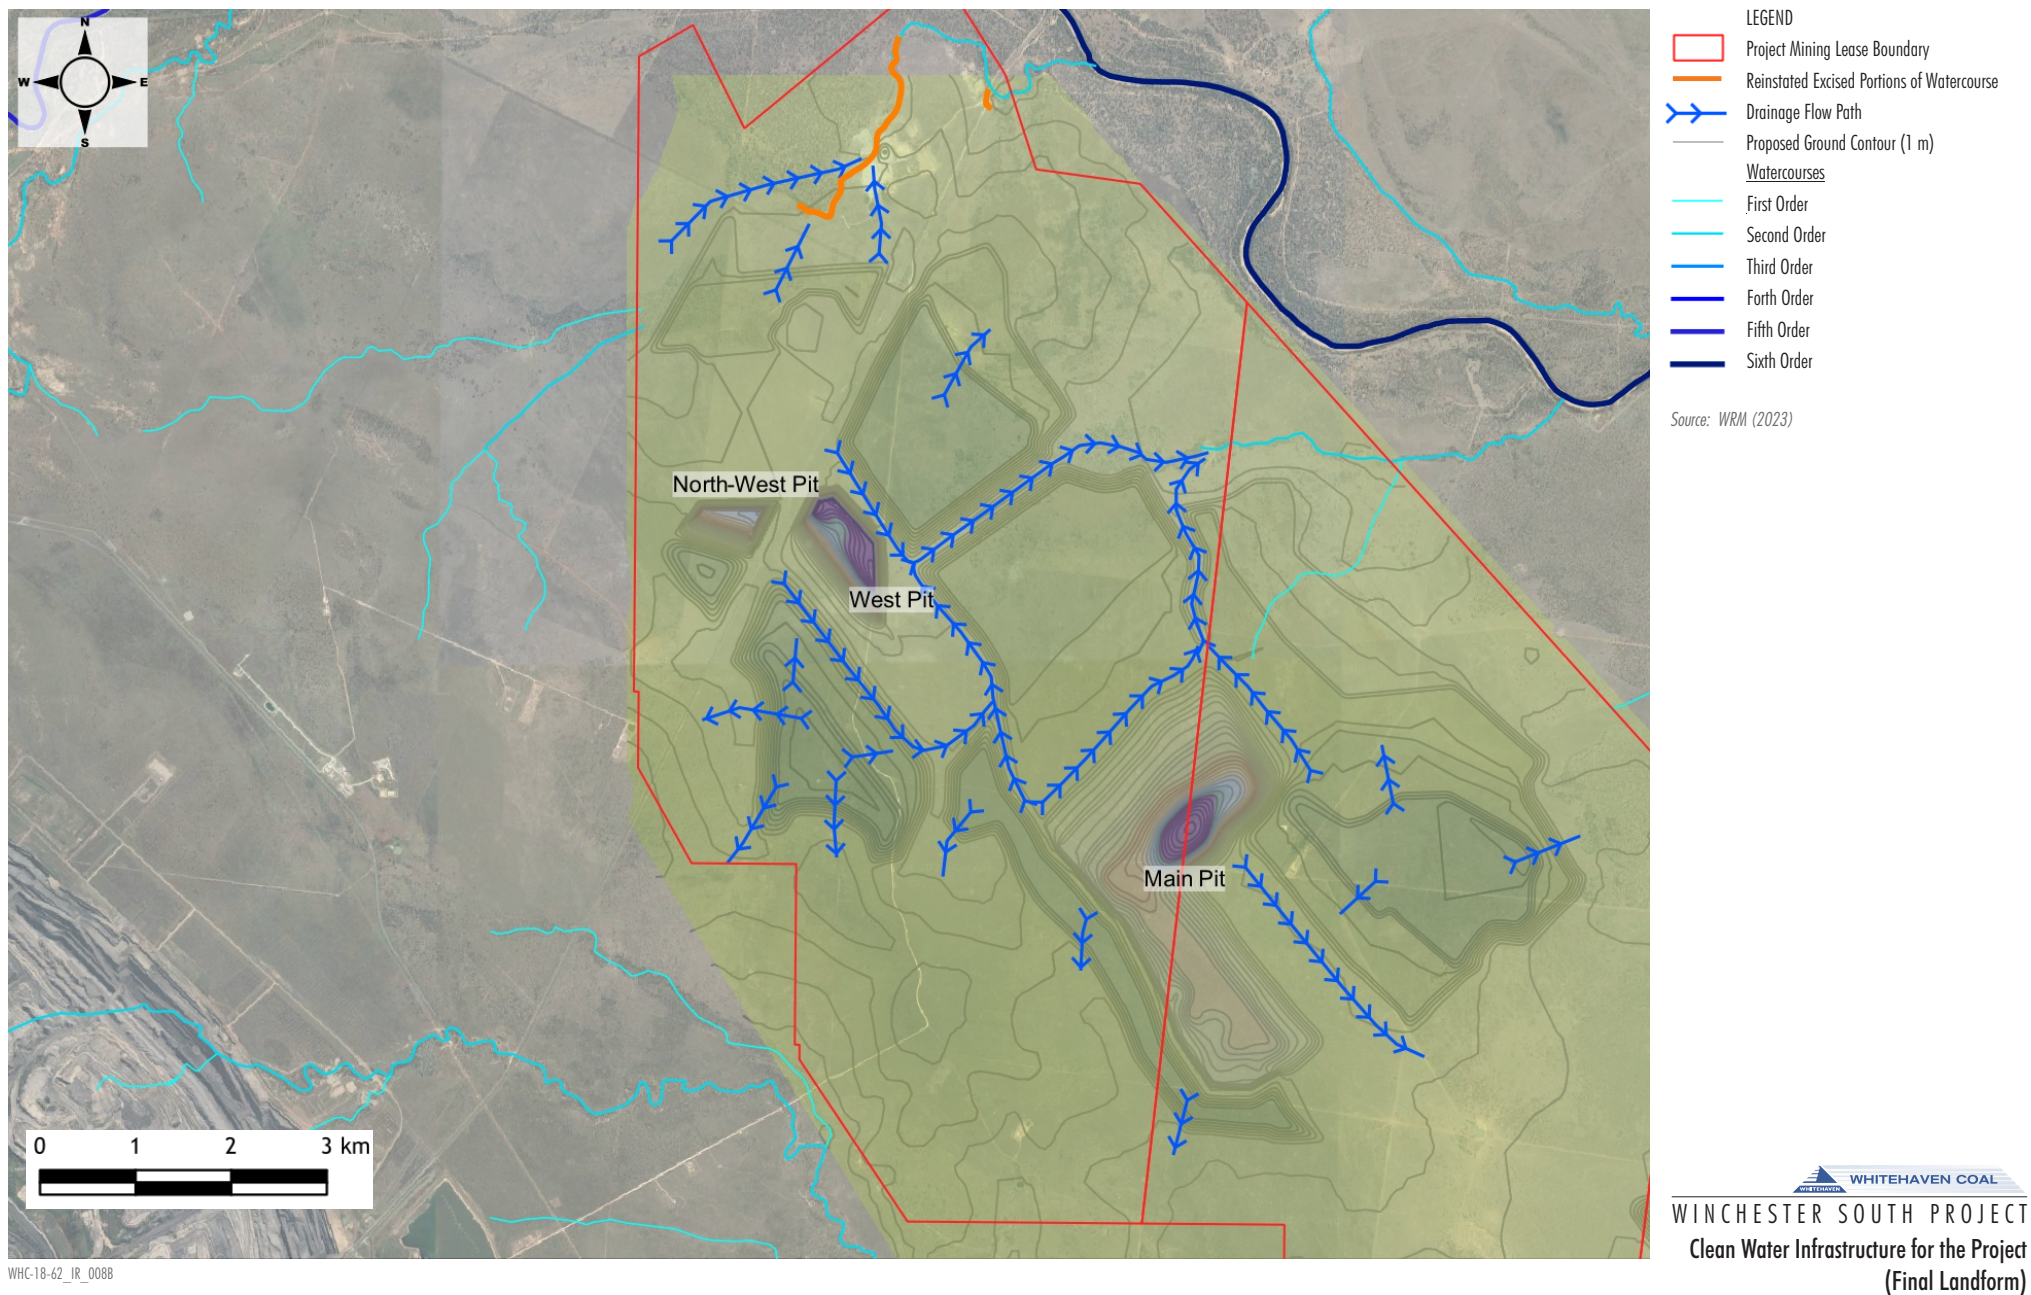 N
W
E
S
North-West Pit
West Pit
Main Pit
0 1 2 3 km
WHC-18-62_IR_008B
LEGEND
Project Mining Lease Boundary
Reinstated Excised Portions of Watercourse
Drainage Flow Path
Proposed Ground Contour (1 m)
Watercourses
First Order
Second Order
Third Order
Forth Order
Fifth Order
Sixth Order
Source: WRM (2023)
WHITEHAVEN
WHITEHAVEN COAL
WINCHESTER SOUTH PROJECT
Clean Water Infrastructure for the Project
(Final Landform)